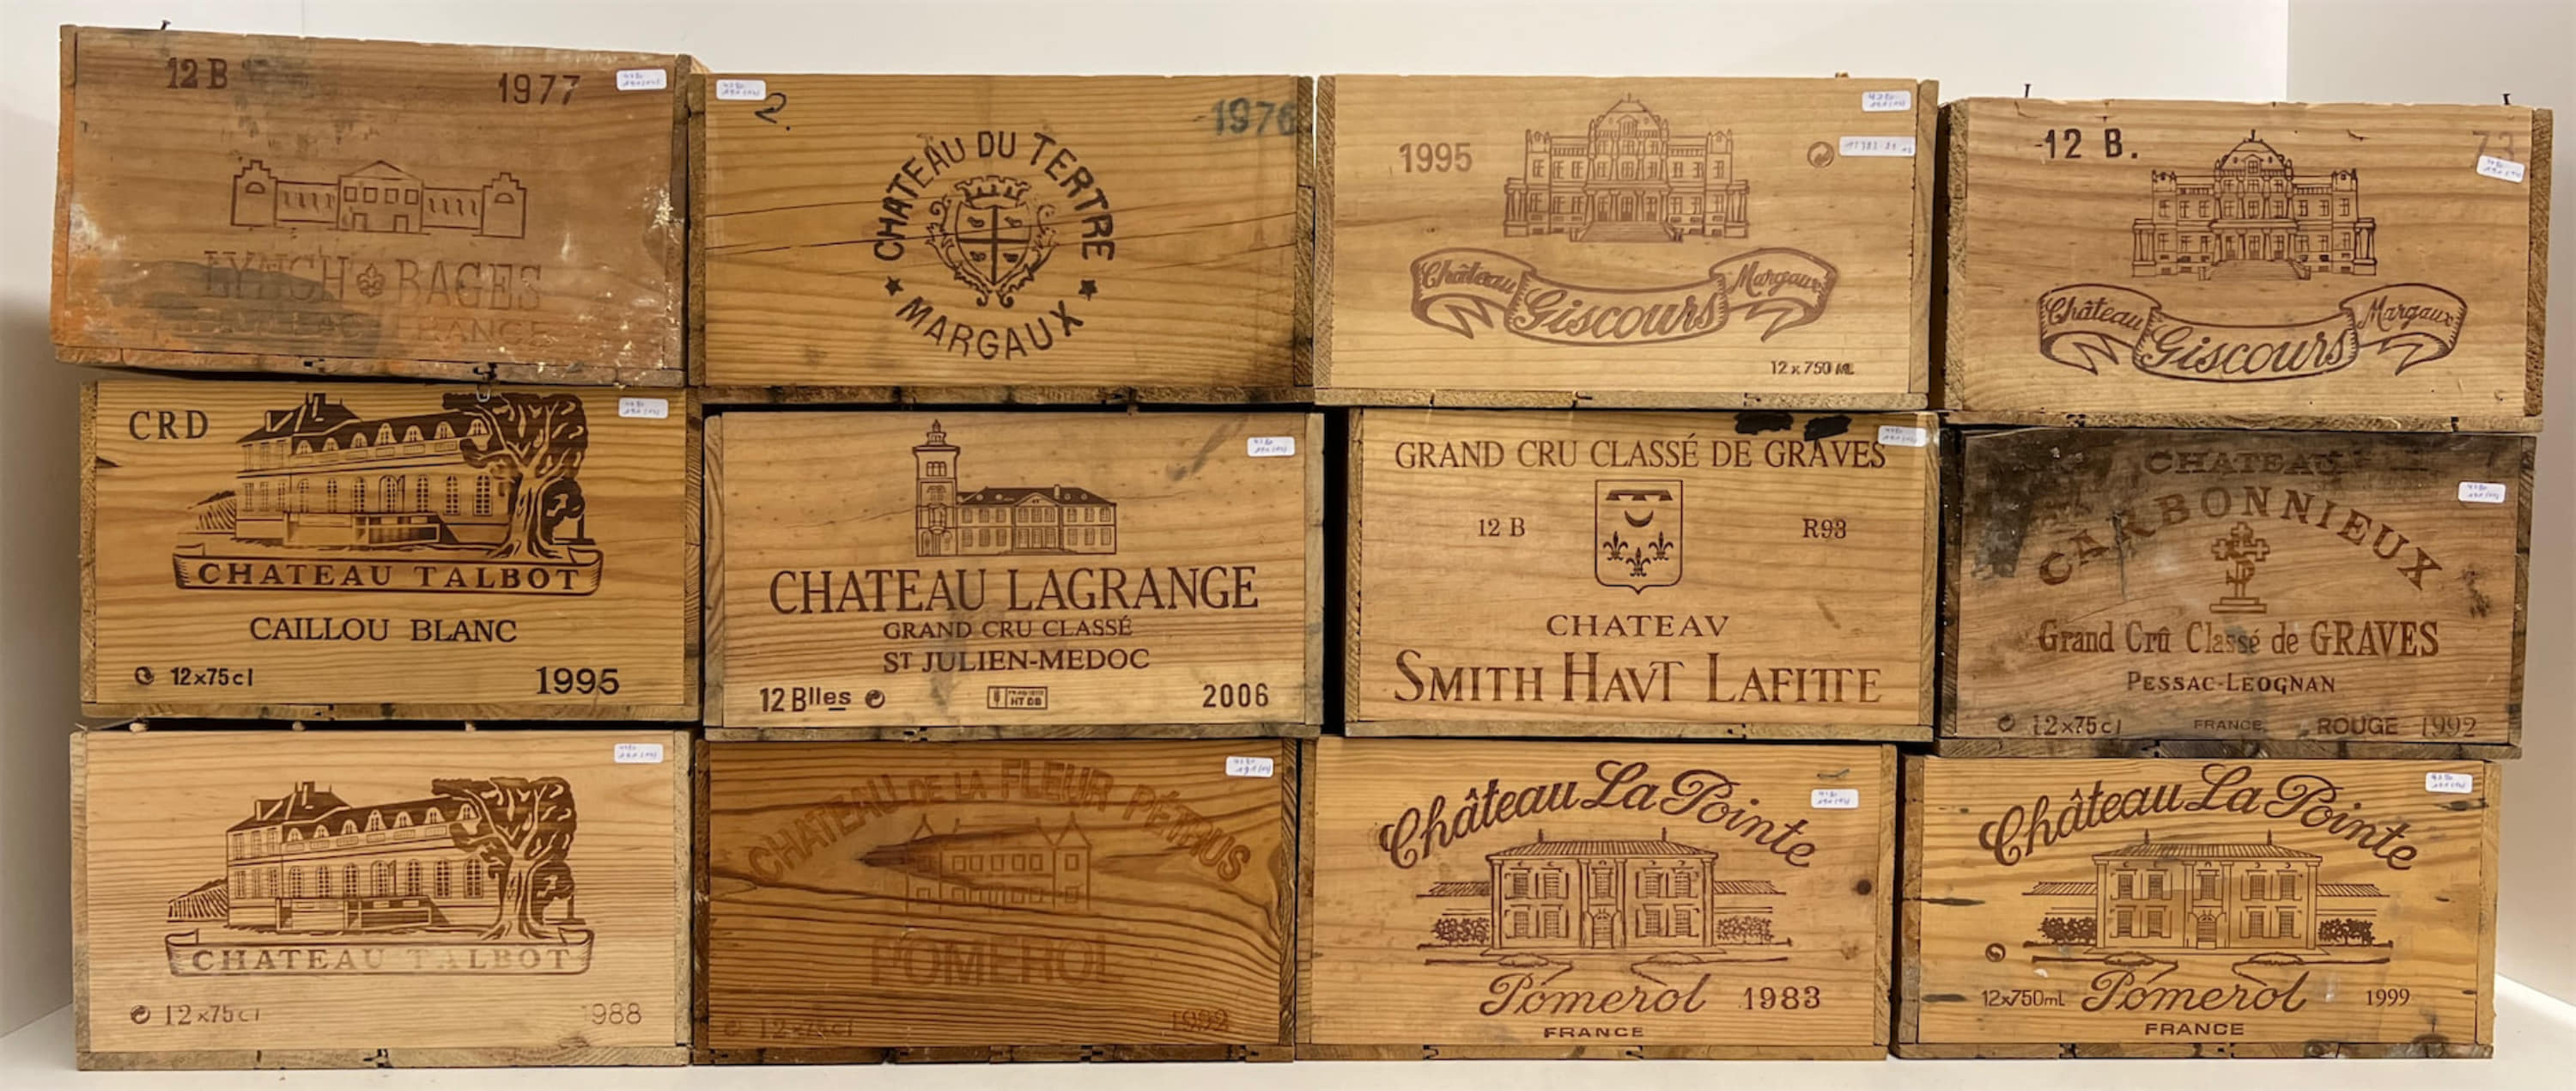 12 B 1977
LYNCH BAGES
FRANCE
2.
1976
CHATEAU DU TERTRE
MARGAUX
1995
Château Giscours Margaux
12 x 750 ML
12 B.
73
Château Giscours Margaux
CRD
CHATEAU TALBOT
CAILLOU BLANC
12x75cl 1995
CHATEAU LAGRANGE
GRAND CRU CLASSÉ
ST JULIEN-MEDOC
12 Blles 2006
GRAND CRU CLASSÉ DE GRAVES
12 B R93
CHATEAV
SMITH HAVT LAFITTE
CHATEAU
CARBONNIEUX
Grand Crû Classé de GRAVES
PESSAC-LEOGNAN
12x75cl FRANCE ROUGE 1992
CHATEAU TALBOT
12x75cl 1988
CHATEAU DE LA FLEUR PÉTRUS
POMEROL
12x75cl
Château La Pointe
Pomerol 1983
FRANCE
Château La Pointe
12x750mL Pomerol 1999
FRANCE